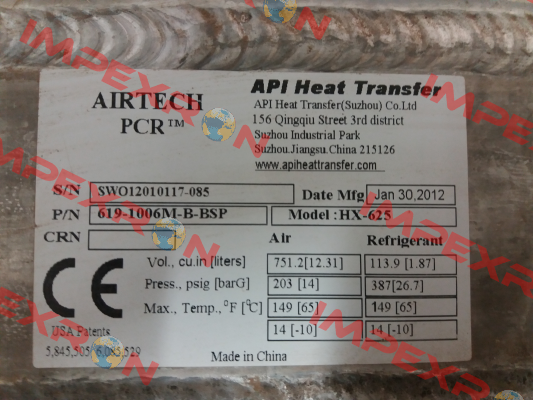 AIRTECH
PCR™
API Heat Transfer
API Heat Transfer(Suzhou) Co.Ltd
156 Qingqiu Street 3rd district
Suzhou Industrial Park
Suzhou.Jiangsu.China 215126
www.apiheattransfer.com
S/N SWO12010117-085 Date Mfg Jan 30,2012
P/N 619-1006M-B-BSP Model: HX-625
CRN Air Refrigerant
Vol., cu.in [liters] 751.2[12.31] 113.9 [1.87]
Press., psig [barG] 203 [14] 387[26.7]
Max., Temp., °F [°C] 149 [65] 149 [65]
14 [-10] 14 [-10]
CE
USA Patents
5,845,505 6,085,529
Made in China
IMPEXRON
IMPEXRON
IMPEXRON
IMPEXRON